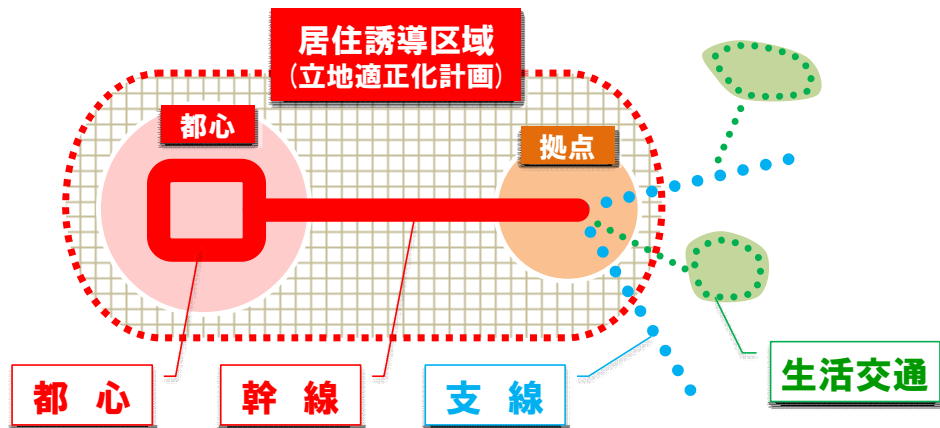 居住誘導区域
(立地適正化計画)
都心
拠点
都心
幹線
支線
生活交通